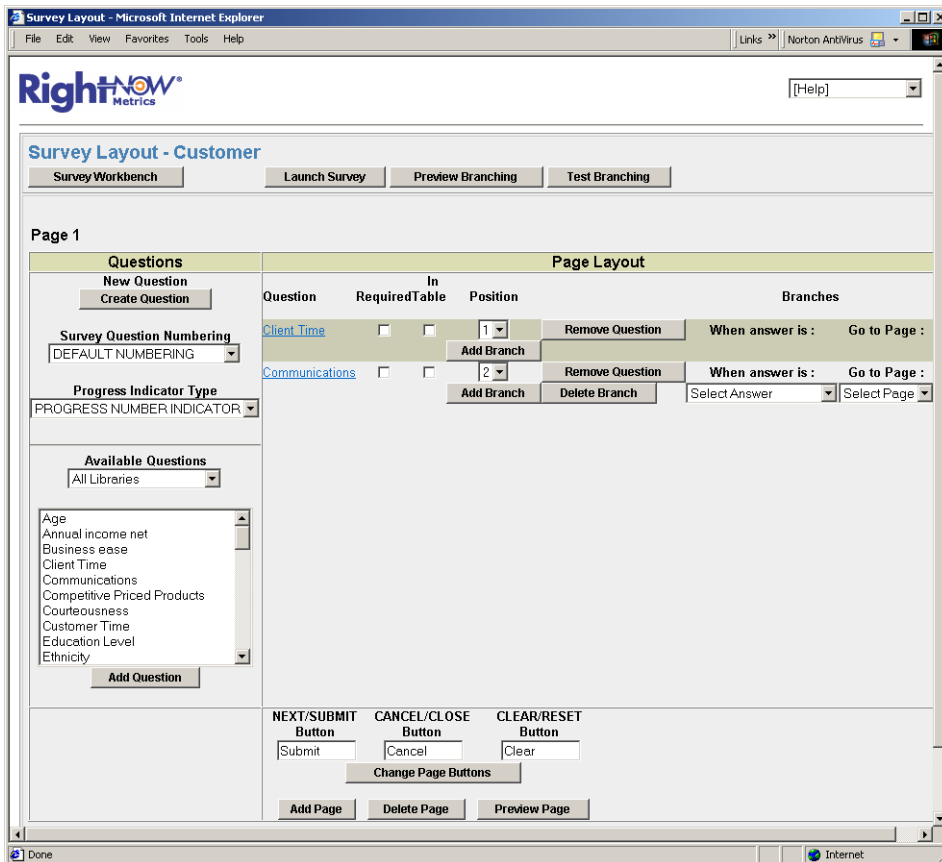 Survey Layout - Microsoft Internet Explorer
File Edit View Favorites Tools Help
Links » Norton AntiVirus
RightNOW®
Metrics
[Help]
Survey Layout - Customer
Survey Workbench Launch Survey Preview Branching Test Branching
Page 1
Questions Page Layout
New Question
Create Question
Question Required In Table Position Branches
Client Time 1 Remove Question When answer is : Go to Page :
Add Branch
Survey Question Numbering
DEFAULT NUMBERING
Communications 2 Remove Question When answer is : Go to Page :
Add Branch Delete Branch Select Answer Select Page
Progress Indicator Type
PROGRESS NUMBER INDICATOR
Available Questions
All Libraries
Age
Annual income net
Business ease
Client Time
Communications
Competitive Priced Products
Courteousness
Customer Time
Education Level
Ethnicity
Add Question
NEXT/SUBMIT Button CANCEL/CLOSE Button CLEAR/RESET Button
Submit Cancel Clear
Change Page Buttons
Add Page Delete Page Preview Page
Done Internet